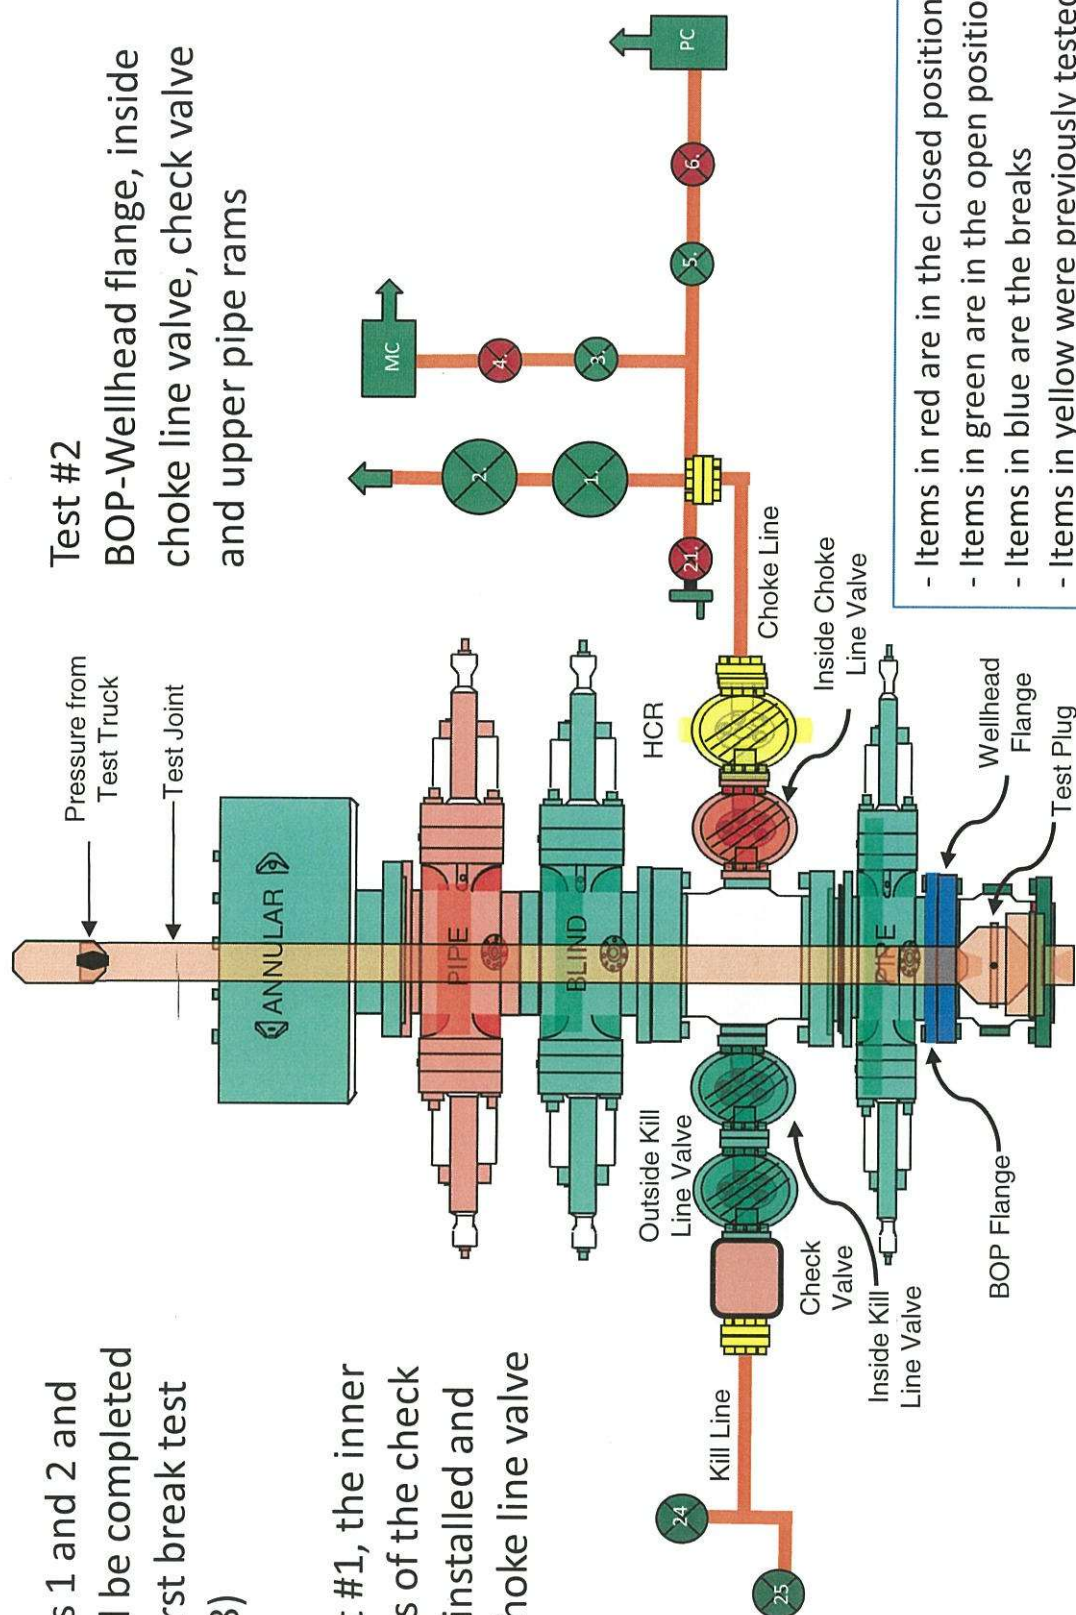 s 1 and 2 and
l be completed
rst break test
3)
t #1, the inner
s of the check
installed and
hoke line valve
Test #2
BOP-Wellhead flange, inside
choke line valve, check valve
and upper pipe rams
Pressure from
Test Truck
Test Joint
ANNULAR
PIPE
BLIND
PIPE
HCR
Inside Choke
Line Valve
Choke Line
Outside Kill
Line Valve
Check
Valve
Inside Kill
Line Valve
Kill Line
24
25
BOP Flange
Wellhead
Flange
Test Plug
21.
1.
2.
3.
4.
5.
6.
MC
PC
- Items in red are in the closed position
- Items in green are in the open positio
- Items in blue are the breaks
- Items in yellow were previously tested